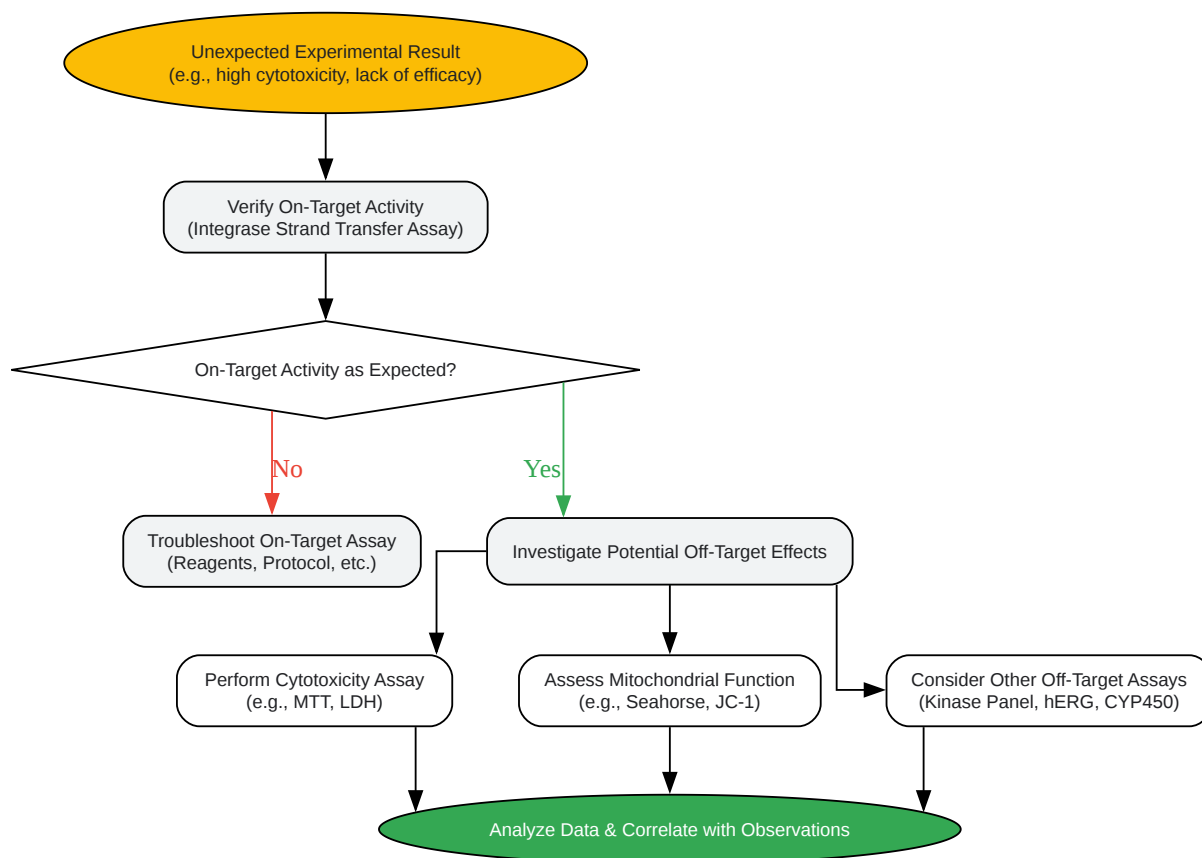 Unexpected Experimental Result
(e.g., high cytotoxicity, lack of efficacy)
Verify On-Target Activity
(Integrase Strand Transfer Assay)
On-Target Activity as Expected?
No
Yes
Troubleshoot On-Target Assay
(Reagents, Protocol, etc.)
Investigate Potential Off-Target Effects
Perform Cytotoxicity Assay
(e.g., MTT, LDH)
Assess Mitochondrial Function
(e.g., Seahorse, JC-1)
Consider Other Off-Target Assays
(Kinase Panel, hERG, CYP450)
Analyze Data & Correlate with Observations